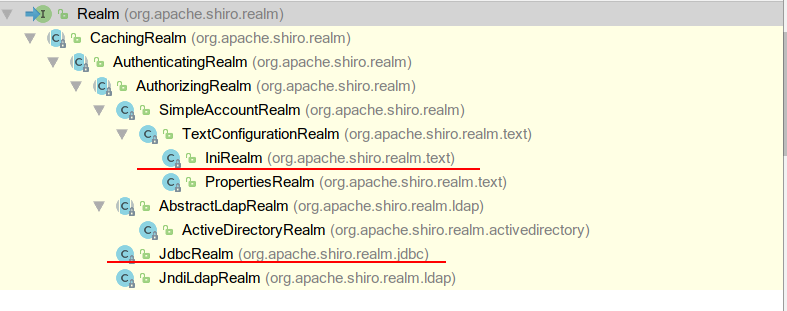 Realm (org.apache.shiro.realm)
CachingRealm (org.apache.shiro.realm)
AuthenticatingRealm (org.apache.shiro.realm)
AuthorizingRealm (org.apache.shiro.realm)
SimpleAccountRealm (org.apache.shiro.realm)
TextConfigurationRealm (org.apache.shiro.realm.text)
IniRealm (org.apache.shiro.realm.text)
PropertiesRealm (org.apache.shiro.realm.text)
AbstractLdapRealm (org.apache.shiro.realm.ldap)
ActiveDirectoryRealm (org.apache.shiro.realm.activedirectory)
JdbcRealm (org.apache.shiro.realm.jdbc)
JndiLdapRealm (org.apache.shiro.realm.ldap)